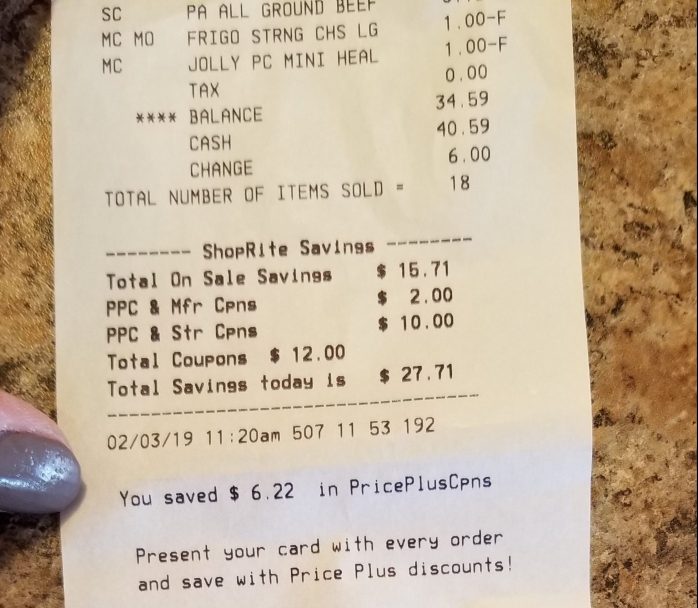 SC PA ALL GROUND BEEF
MC MO FRIGO STRNG CHS LG 1.00-F
MC JOLLY PC MINI HEAL 1.00-F
TAX 0.00
**** BALANCE 34.59
CASH 40.59
CHANGE 6.00
TOTAL NUMBER OF ITEMS SOLD = 18
-------- ShopRite Savings --------
Total On Sale Savings $ 15.71
PPC & Mfr Cpns $ 2.00
PPC & Str Cpns $ 10.00
Total Coupons $ 12.00
Total Savings today is $ 27.71
-----------------------------------
02/03/19 11:20am 507 11 53 192
You saved $ 6.22 in PricePlusCpns
Present your card with every order
and save with Price Plus discounts!